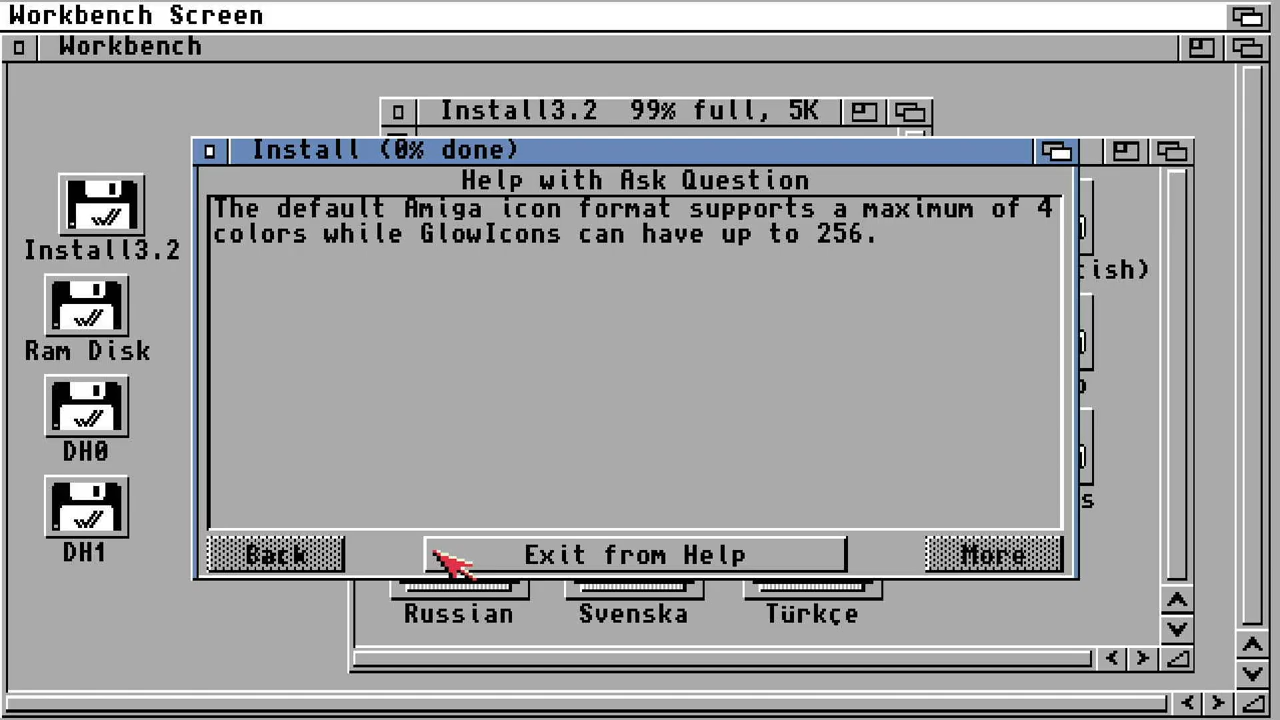 Workbench Screen
Workbench
Install3.2 99% full, 5K
Install (0% done)
Help with Ask Question
The default Amiga icon format supports a maximum of 4
colors while GlowIcons can have up to 256.
Install3.2
Ram Disk
DH0
DH1
Back
Exit from Help
More
Russian
Svenska
Türkçe